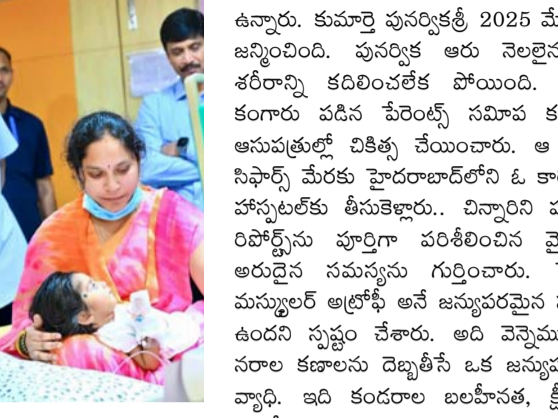 ఉన్నారు. కుమార్తె పునర్వికశ్రీ 2025 మే
జన్మించింది. పునర్విక ఆరు నెలలైన
శరీరాన్ని కదిలించలేక పోయింది.
కంగారు పడిన పేరెంట్స్ సమీప క
ఆసుపత్రుల్లో చికిత్స చేయించారు. ఆ
సిఫార్స్ మేరకు హైదరాబాద్‌లోని ఓ కా
హాస్పటల్‌కు తీసుకెళ్లారు.. చిన్నారిని
రిపోర్ట్స్‌ను పూర్తిగా పరిశీలించిన వై
అరుదైన సమస్యను గుర్తించారు.
మస్క్యులర్ అట్రోఫీ అనే జన్యుపరమైన
ఉందని స్పష్టం చేశారు. అది వెన్నెము
నరాల కణాలను దెబ్బతీసే ఒక జన్యుప
వ్యాధి. ఇది కండరాల బలహీనత, క్షీ